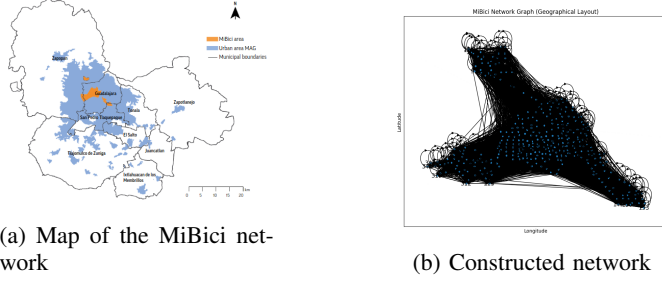 MiBici area
Urban area MAG
Municipal boundaries
Zapopan
Guadalajara
Tonalá
Zapotlanejo
San Pedro Tlaquepaque
El Salto
Tlajomulco de Zuñiga
Juanacatlán
Ixtlahuacan de los
Membrillos
0 5 10 15 20
km
(a) Map of the MiBici net-
work
MiBici Network Graph (Geographical Layout)
Latitude
Longitude
(b) Constructed network